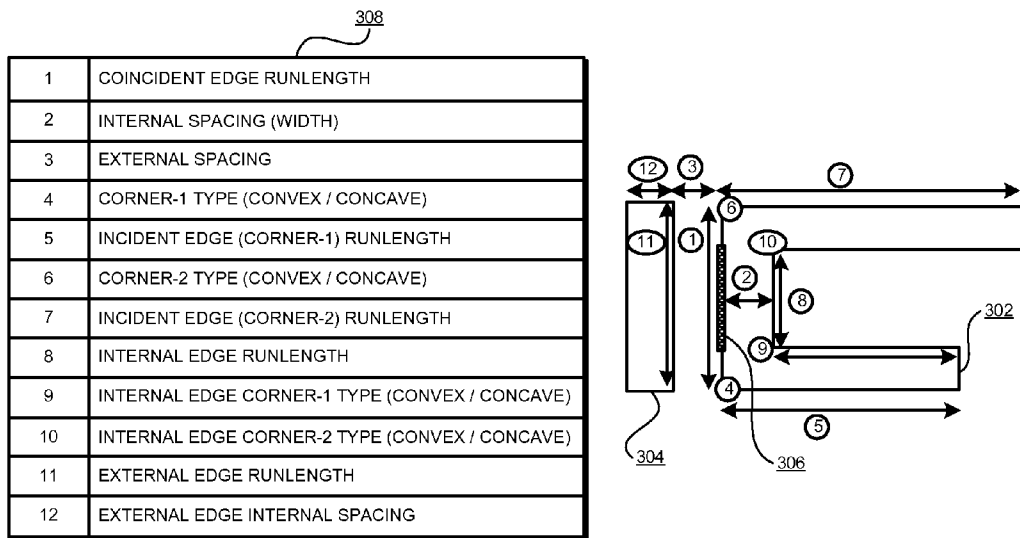 308
1 COINCIDENT EDGE RUNLENGTH
2 INTERNAL SPACING (WIDTH)
3 EXTERNAL SPACING
4 CORNER-1 TYPE (CONVEX / CONCAVE)
5 INCIDENT EDGE (CORNER-1) RUNLENGTH
6 CORNER-2 TYPE (CONVEX / CONCAVE)
7 INCIDENT EDGE (CORNER-2) RUNLENGTH
8 INTERNAL EDGE RUNLENGTH
9 INTERNAL EDGE CORNER-1 TYPE (CONVEX / CONCAVE)
10 INTERNAL EDGE CORNER-2 TYPE (CONVEX / CONCAVE)
11 EXTERNAL EDGE RUNLENGTH
12 EXTERNAL EDGE INTERNAL SPACING
12 3 7
6
11 1 10
2
8
302
9
4
5
304 306